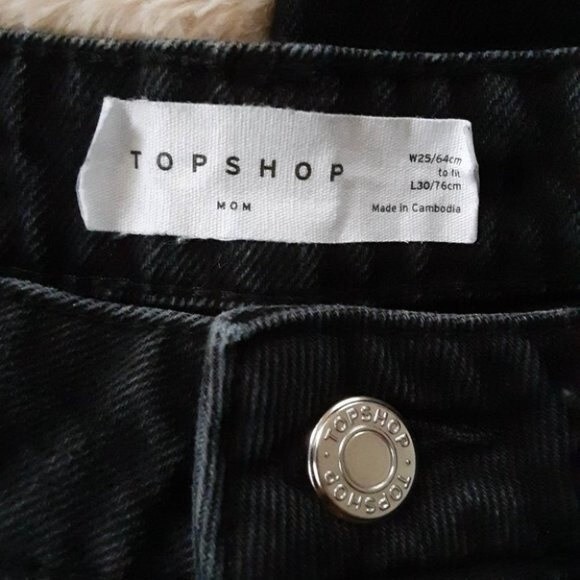 TOPSHOP
MOM
W25/64cm
to fit
L30/76cm
Made in Cambodia
· TOPSHOP · TOPSHOP